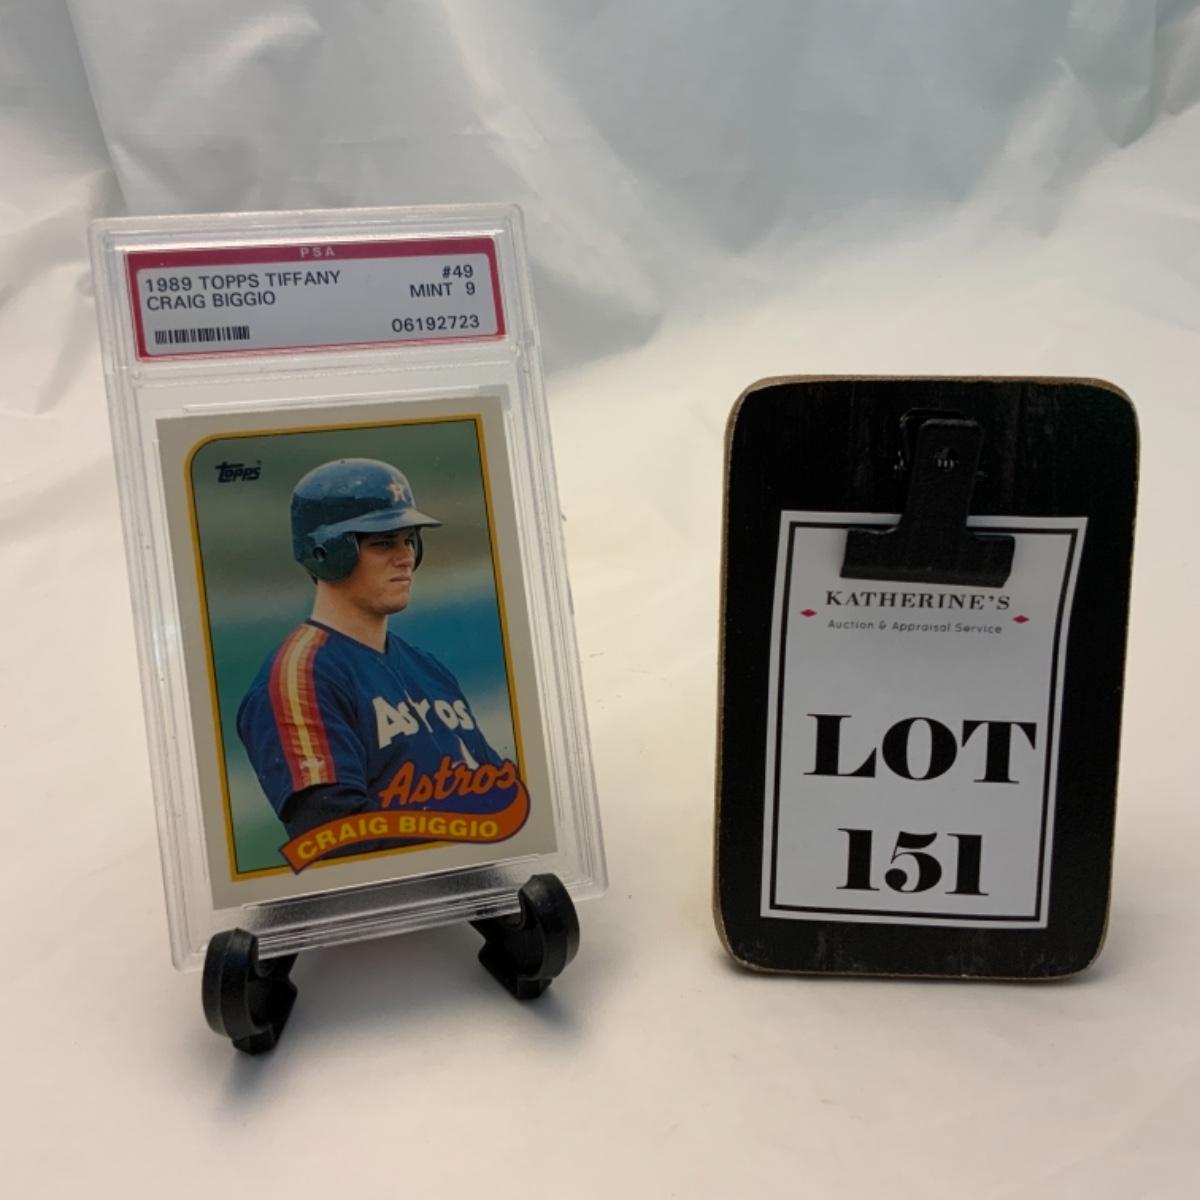 PSA
1989 TOPPS TIFFANY #49
CRAIG BIGGIO MINT 9
06192723
Topps
Astros
Astros
CRAIG BIGGIO
KATHERINE'S
Auction & Appraisal Service
LOT
151